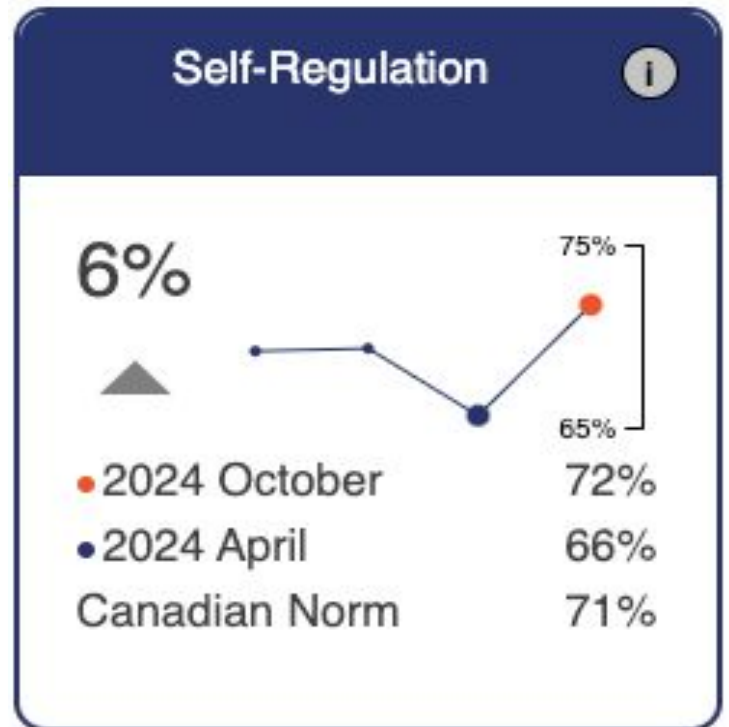 Self-Regulation i
6%
75%
65%
2024 October 72%
2024 April 66%
Canadian Norm 71%